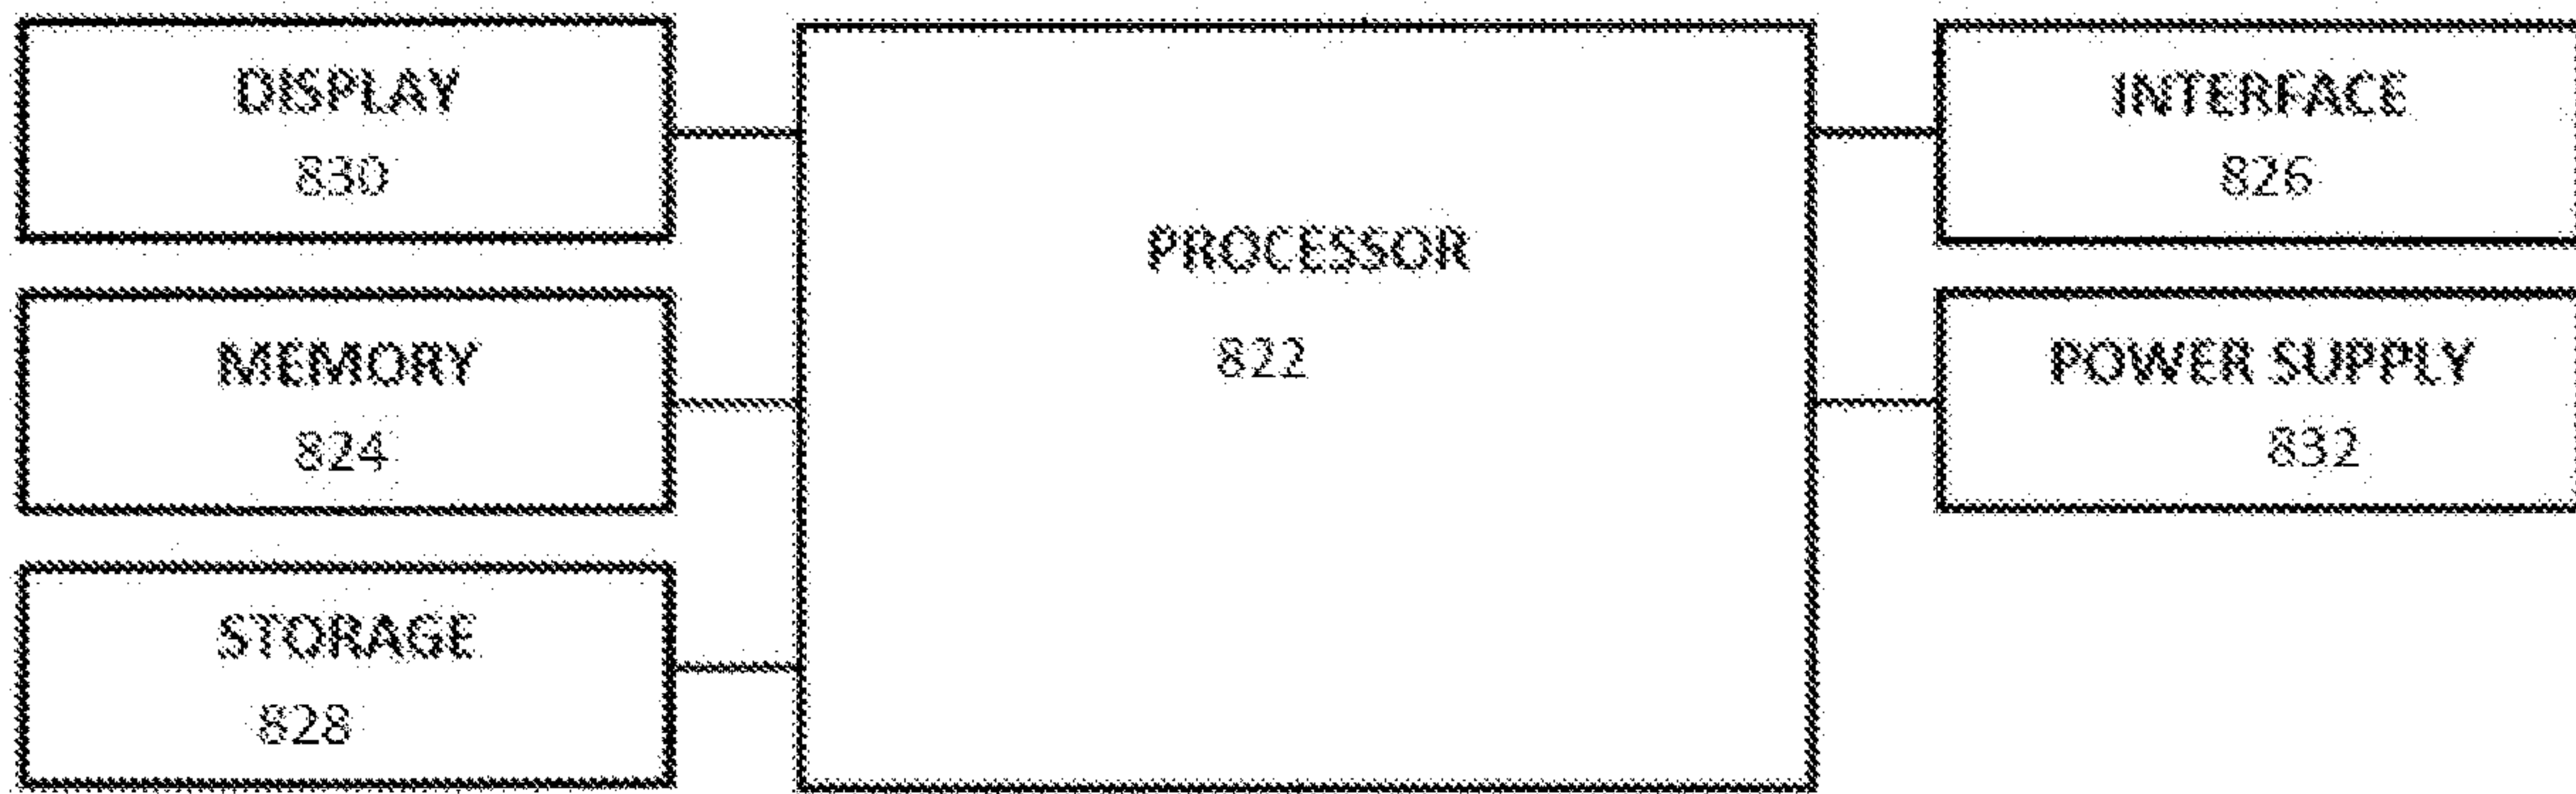 DISPLAY
830
MEMORY
824
STORAGE
828
PROCESSOR
822
INTERFACE
826
POWER SUPPLY
832